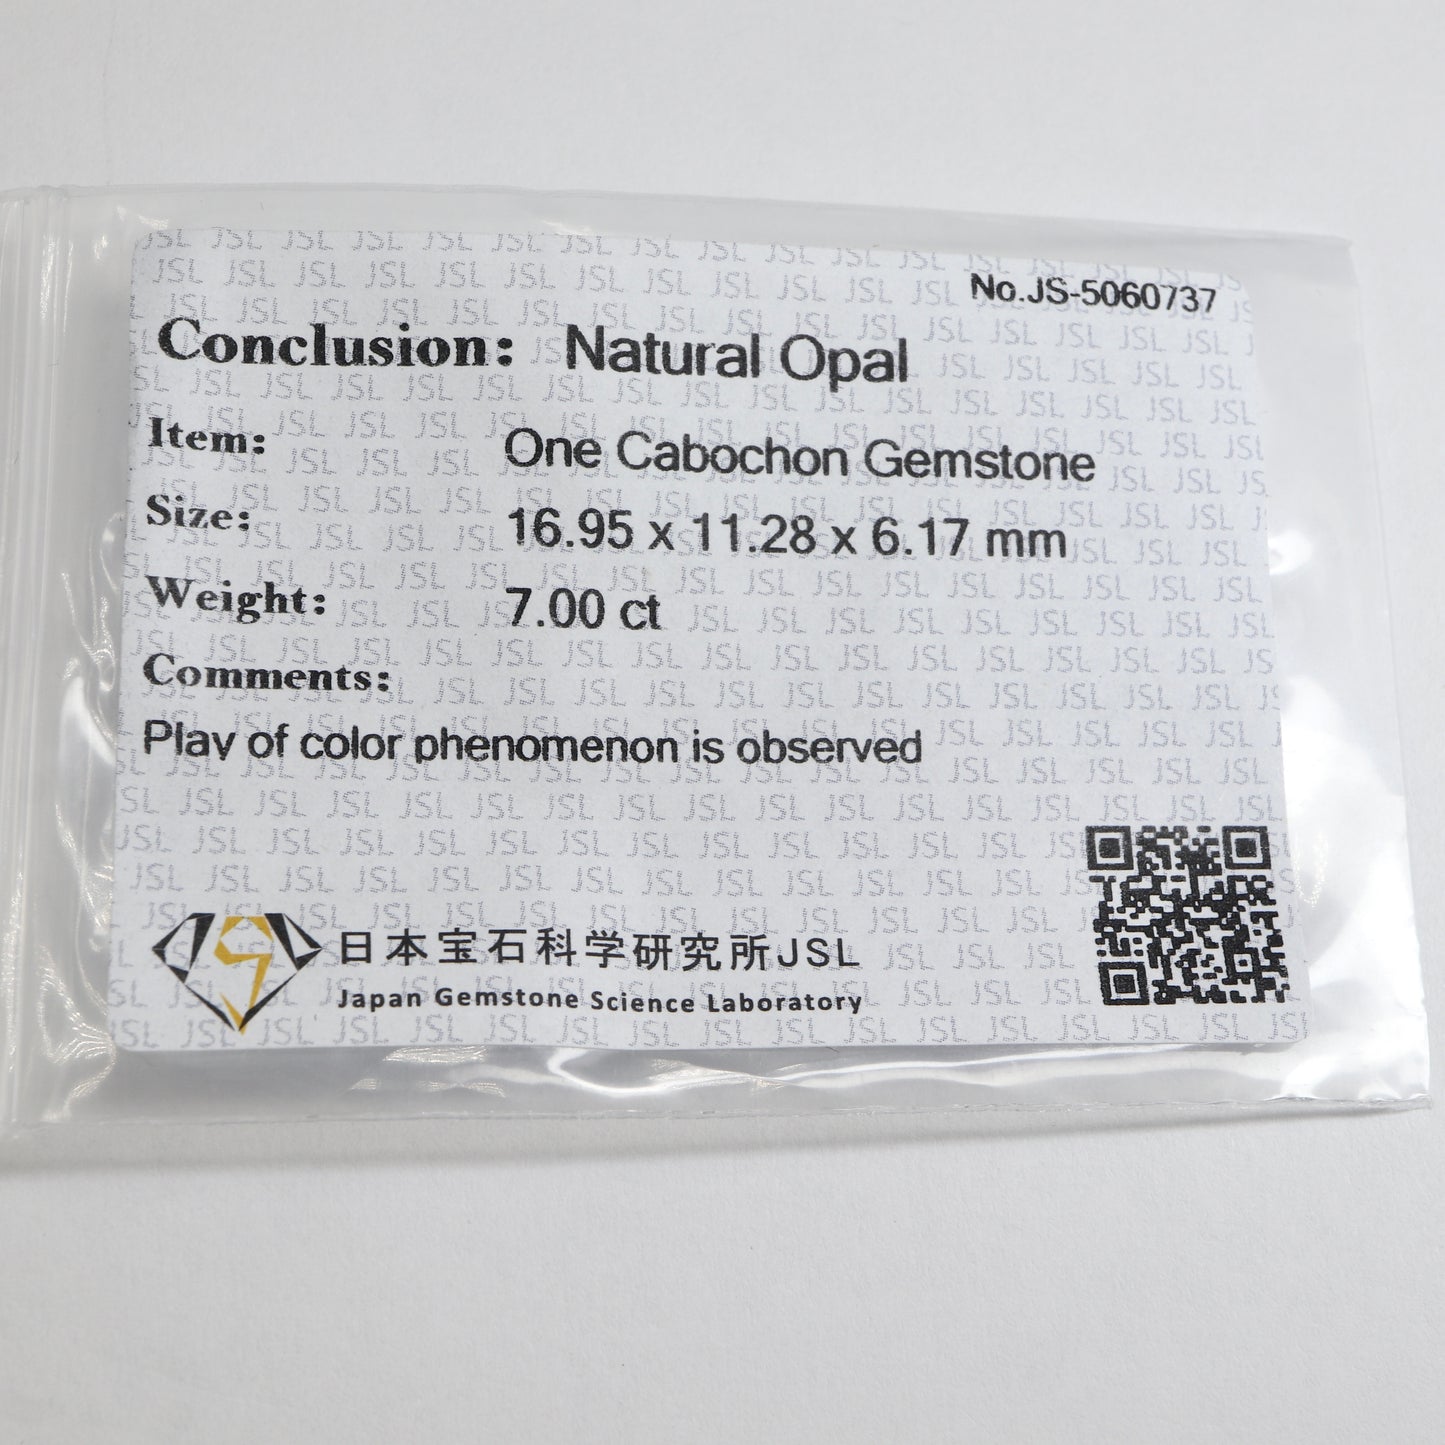 No.JS-5060737
Conclusion: Natural Opal
Item: One Cabochon Gemstone
Size: 16.95 x 11.28 x 6.17 mm
Weight: 7.00 ct
Comments:
Play of color phenomenon is observed
日本宝石科学研究所JSL
Japan Gemstone Science Laboratory